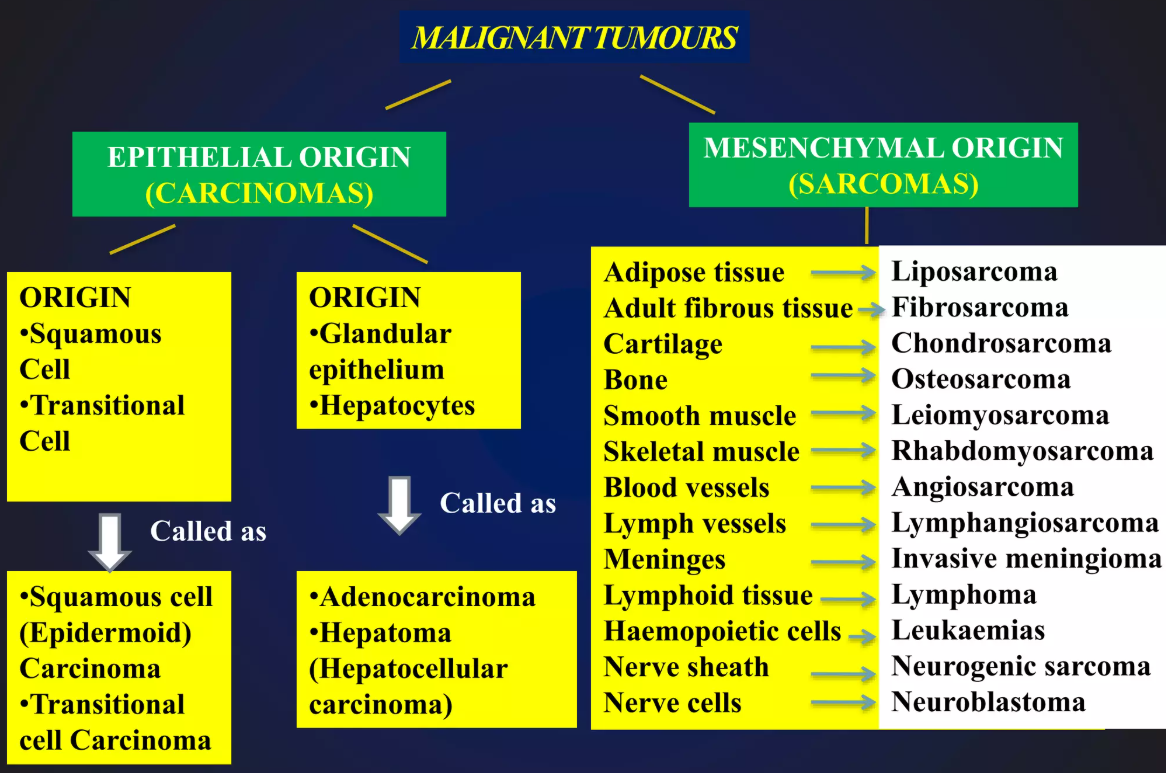 MALIGNANT TUMOURS
EPITHELIAL ORIGIN
(CARCINOMAS)
MESENCHYMAL ORIGIN
(SARCOMAS)
ORIGIN
•Squamous
Cell
•Transitional
Cell
Called as
•Squamous cell
(Epidermoid)
Carcinoma
•Transitional
cell Carcinoma
ORIGIN
•Glandular
epithelium
•Hepatocytes
Called as
•Adenocarcinoma
•Hepatoma
(Hepatocellular
carcinoma)
Adipose tissue → Liposarcoma
Adult fibrous tissue → Fibrosarcoma
Cartilage → Chondrosarcoma
Bone → Osteosarcoma
Smooth muscle → Leiomyosarcoma
Skeletal muscle → Rhabdomyosarcoma
Blood vessels → Angiosarcoma
Lymph vessels → Lymphangiosarcoma
Meninges → Invasive meningioma
Lymphoid tissue → Lymphoma
Haemopoietic cells → Leukaemias
Nerve sheath → Neurogenic sarcoma
Nerve cells → Neuroblastoma